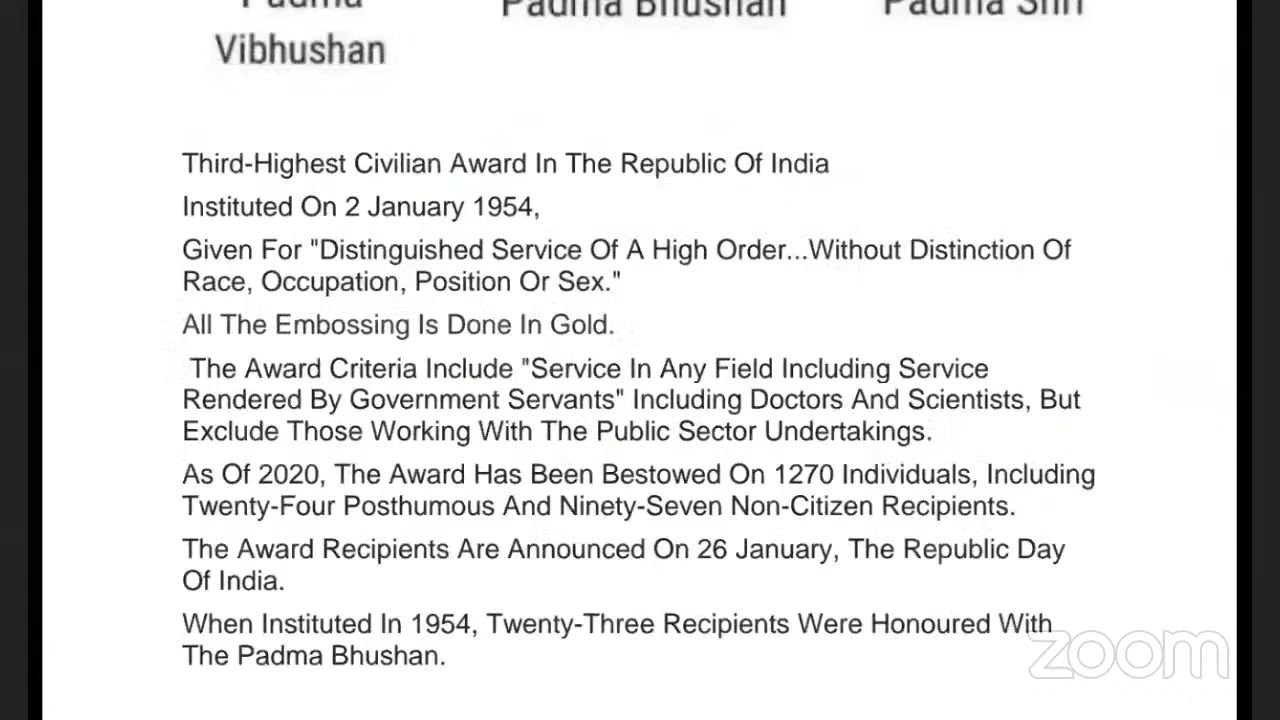 Padma Padma Bhushan Padma Shri
Vibhushan
Third-Highest Civilian Award In The Republic Of India
Instituted On 2 January 1954,
Given For "Distinguished Service Of A High Order...Without Distinction Of
Race, Occupation, Position Or Sex."
All The Embossing Is Done In Gold.
The Award Criteria Include "Service In Any Field Including Service
Rendered By Government Servants" Including Doctors And Scientists, But
Exclude Those Working With The Public Sector Undertakings.
As Of 2020, The Award Has Been Bestowed On 1270 Individuals, Including
Twenty-Four Posthumous And Ninety-Seven Non-Citizen Recipients.
The Award Recipients Are Announced On 26 January, The Republic Day
Of India.
When Instituted In 1954, Twenty-Three Recipients Were Honoured With
The Padma Bhushan.
zoom